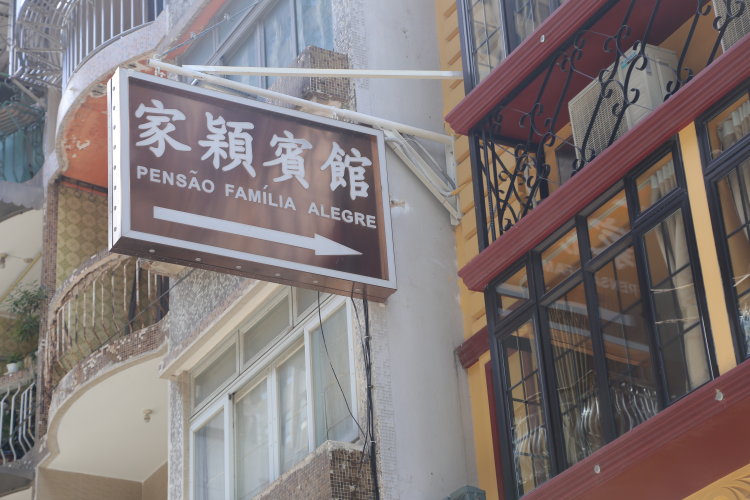 家穎賓館
PENSÃO FAMÍLIA ALEGRE